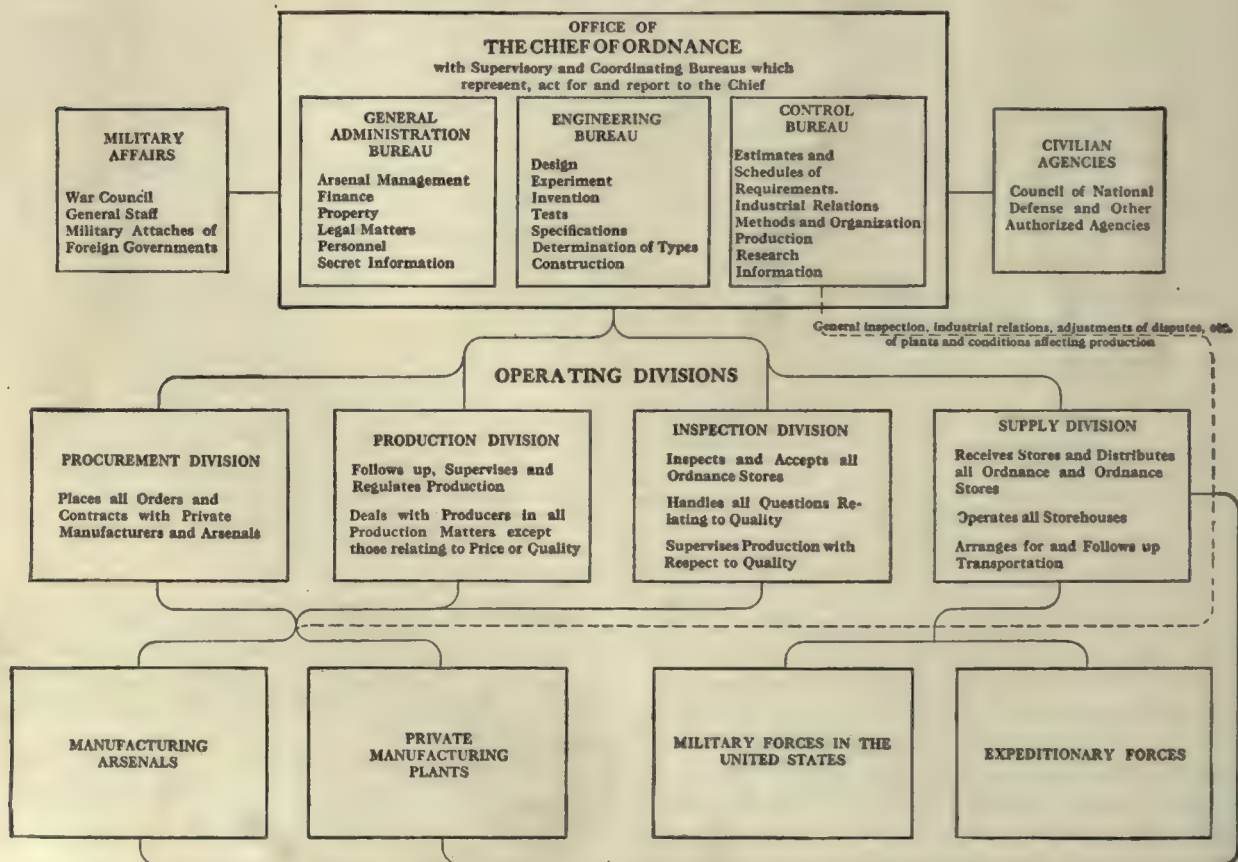 OFFICE OF
THE CHIEF OF ORDNANCE
with Supervisory and Coordinating Bureaus which
represent, act for and report to the Chief
MILITARY
AFFAIRS
War Council
General Staff
Military Attaches of
Foreign Governments
GENERAL
ADMINISTRATION
BUREAU
Arsenal Management
Finance
Property
Legal Matters
Personnel
Secret Information
ENGINEERING
BUREAU
Design
Experiment
Invention
Tests
Specifications
Determination of Types
Construction
CONTROL
BUREAU
Estimates and
Schedules of
Requirements.
Industrial Relations
Methods and Organization
Production
Research
Information
CIVILIAN
AGENCIES
Council of National
Defense and Other
Authorized Agencies
General inspection, industrial relations, adjustments of disputes,
of plants and conditions affecting production
OPERATING DIVISIONS
PROCUREMENT DIVISION
Places all Orders and
Contracts with Private
Manufacturers and Arsenals
PRODUCTION DIVISION
Follows up, Supervises and
Regulates Production
Deals with Producers in all
Production Matters except
those relating to Price or Quality
INSPECTION DIVISION
Inspects and Accepts all
Ordnance Stores
Handles all Questions Re-
lating to Quality
Supervises Production with
Respect to Quality
SUPPLY DIVISION
Receives Stores and Distributes
all Ordnance and Ordnance
Stores
Operates all Storehouses
Arranges for and Follows up
Transportation
MANUFACTURING
ARSENALS
PRIVATE
MANUFACTURING
PLANTS
MILITARY FORCES IN THE
UNITED STATES
EXPEDITIONARY FORCES